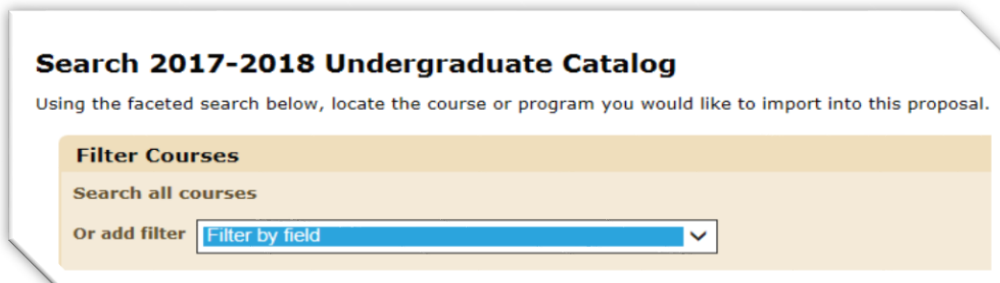 Search 2017-2018 Undergraduate Catalog
Using the faceted search below, locate the course or program you would like to import into this proposal.
Filter Courses
Search all courses
Or add filter Filter by field